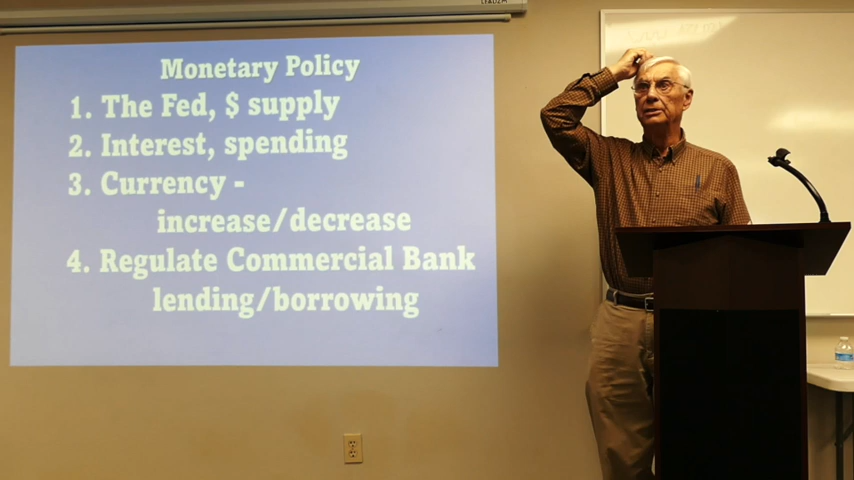 Monetary Policy
1. The Fed, $ supply
2. Interest, spending
3. Currency -
increase/decrease
4. Regulate Commercial Bank
lending/borrowing